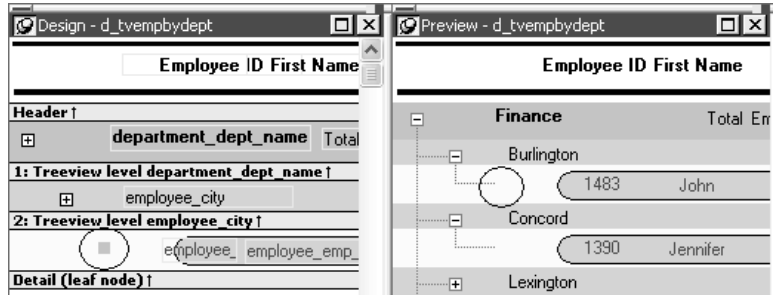 Design - d_tvempbydept
Employee ID First Name
Header ↑
department_dept_name Total
1: Treeview level department_dept_name ↑
employee_city
2: Treeview level employee_city ↑
employee_ employee_emp_
Detail (leaf node) ↑
Preview - d_tvempbydept
Employee ID First Name
Finance Total Em
Burlington
1483 John
Concord
1390 Jennifer
Lexington